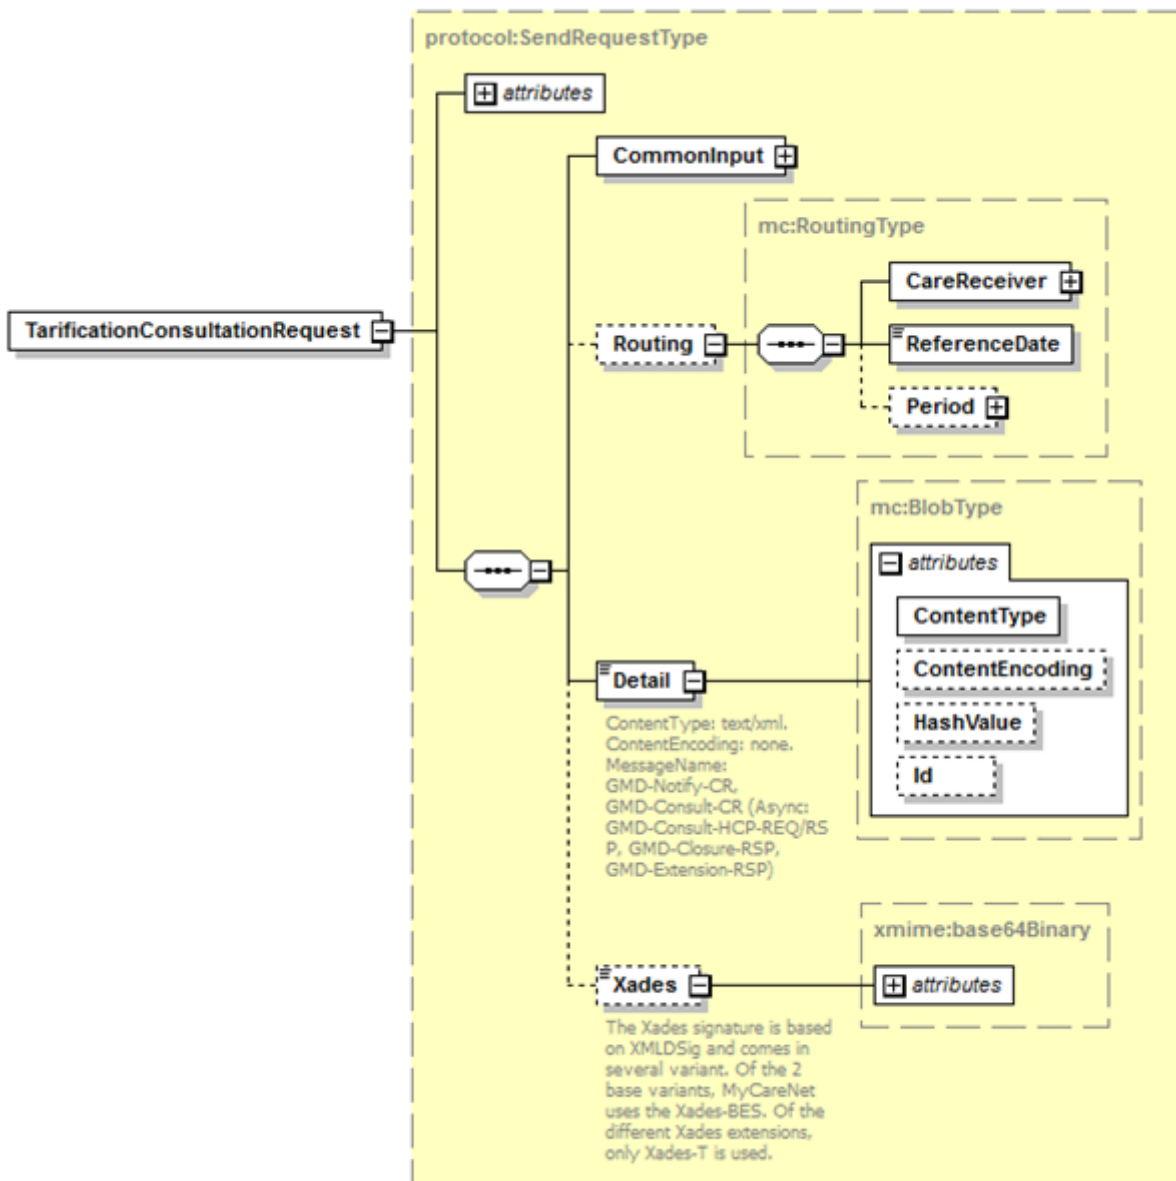 protocol:SendRequestType
attributes
CommonInput
mc:RoutingType
CareReceiver
TarificationConsultationRequest
Routing
ReferenceDate
Period
mc:BlobType
attributes
ContentType
ContentEncoding
HashValue
Id
Detail
ContentType: text/xml.
ContentEncoding: none.
MessageName:
GMD-Notify-CR,
GMD-Consult-CR (Async:
GMD-Consult-HCP-REQ/RS
P, GMD-Closure-RSP,
GMD-Extension-RSP)
xmime:base64Binary
Xades
attributes
The Xades signature is based
on XMLDSig and comes in
several variant. Of the 2
base variants, MyCareNet
uses the Xades-BES. Of the
different Xades extensions,
only Xades-T is used.